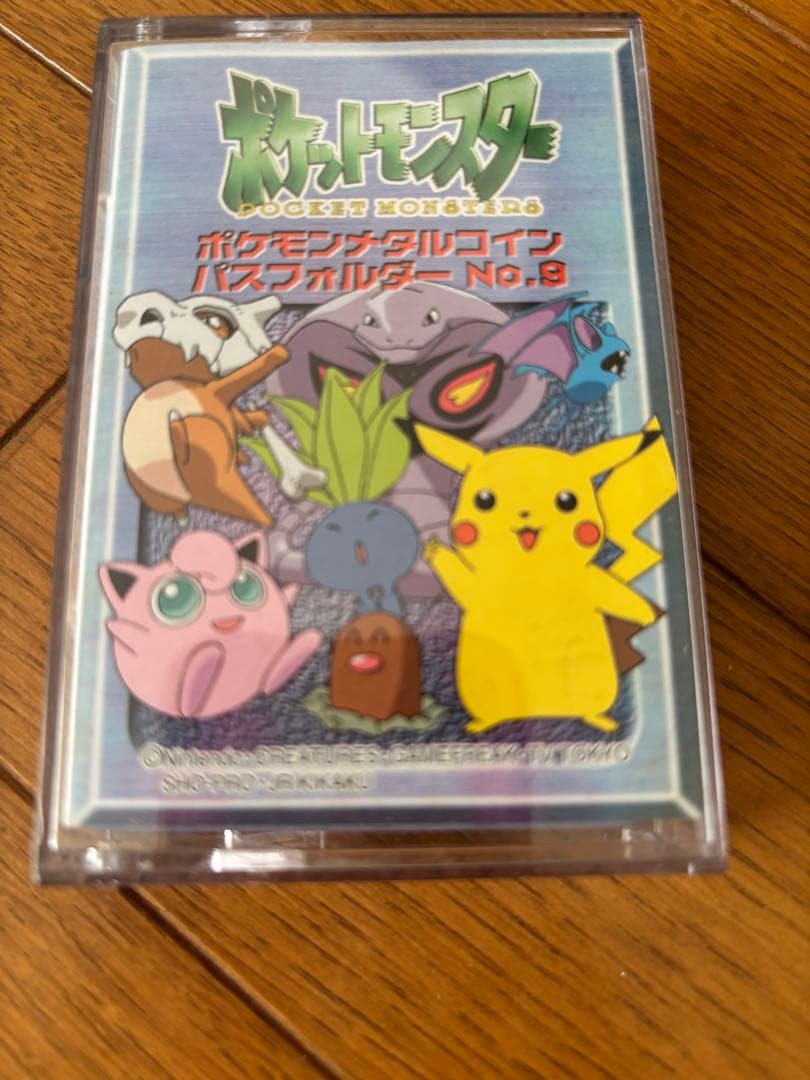 ポケットモンスター
POCKET MONSTERS
ポケモンメタルコイン
パスフォルダー No.9
©Nintendo・CREATURES・GAMEFREAK・TV TOKYO
SHO-PRO・JR KIKAKU